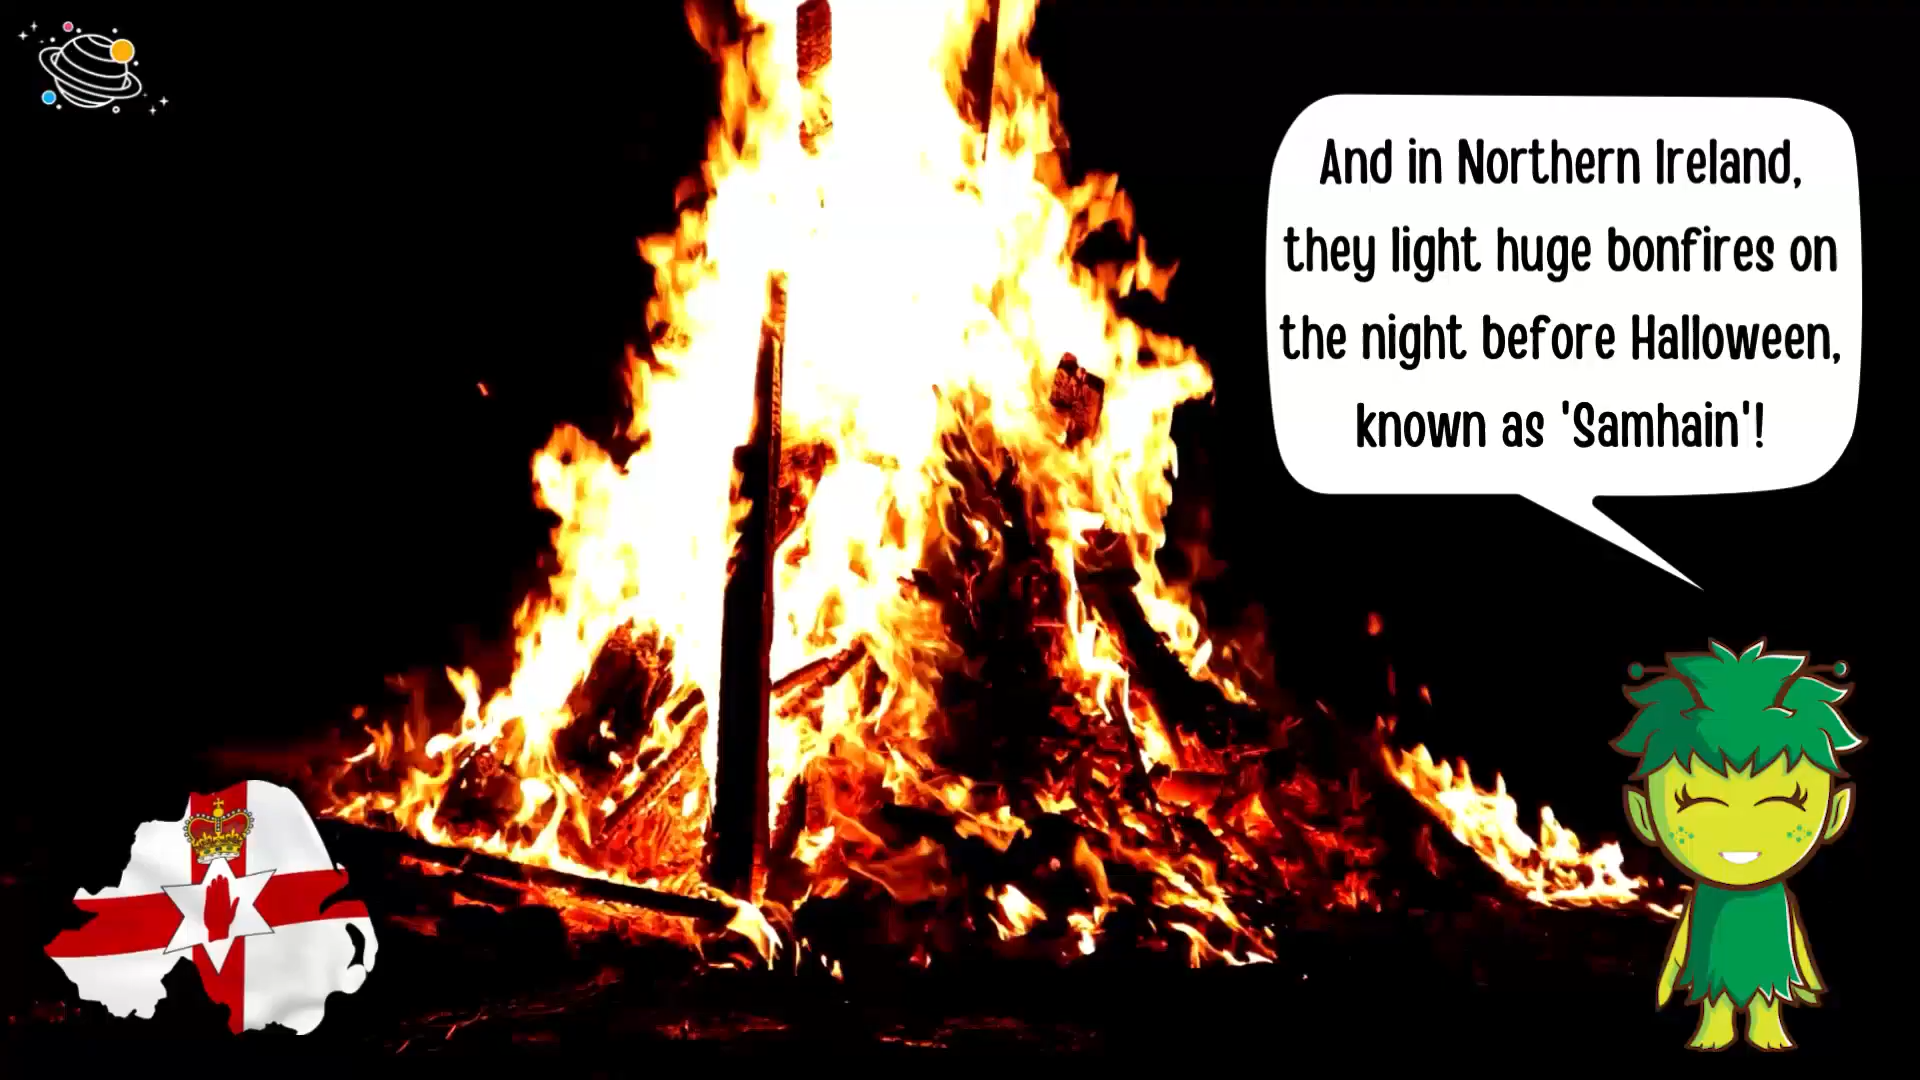 And in Northern Ireland,
they light huge bonfires on
the night before Halloween,
known as 'Samhain'!